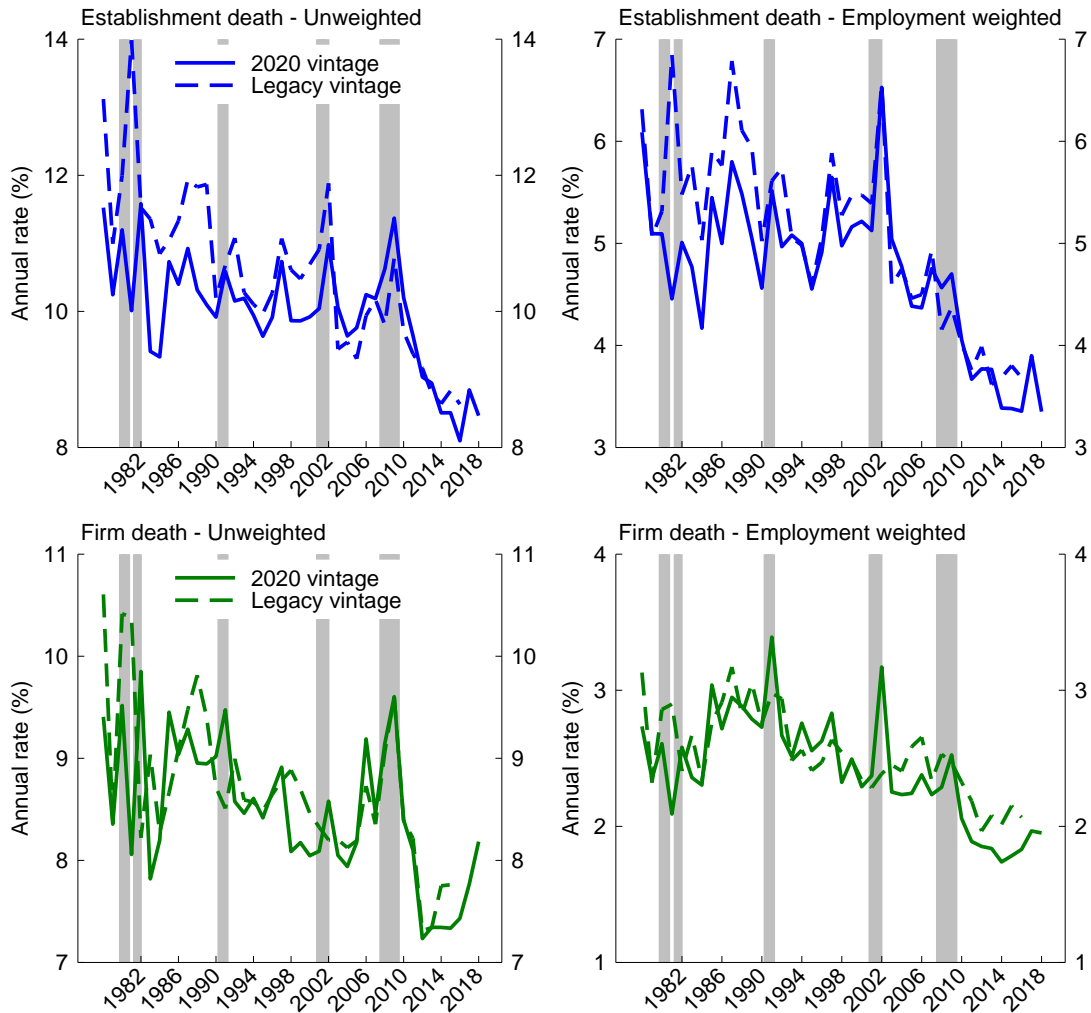 Establishment death - Unweighted
14 14
2020 vintage
Legacy vintage
12 12
10 10
8 8
Annual rate (%)
1982 1986 1990 1994 1998 2002 2006 2010 2014 2018
Establishment death - Employment weighted
7 7
6 6
5 5
4 4
3 3
Annual rate (%)
1982 1986 1990 1994 1998 2002 2006 2010 2014 2018
Firm death - Unweighted
11 11
2020 vintage
Legacy vintage
10 10
9 9
8 8
7 7
Annual rate (%)
1982 1986 1990 1994 1998 2002 2006 2010 2014 2018
Firm death - Employment weighted
4 4
3 3
2 2
1 1
Annual rate (%)
1982 1986 1990 1994 1998 2002 2006 2010 2014 2018